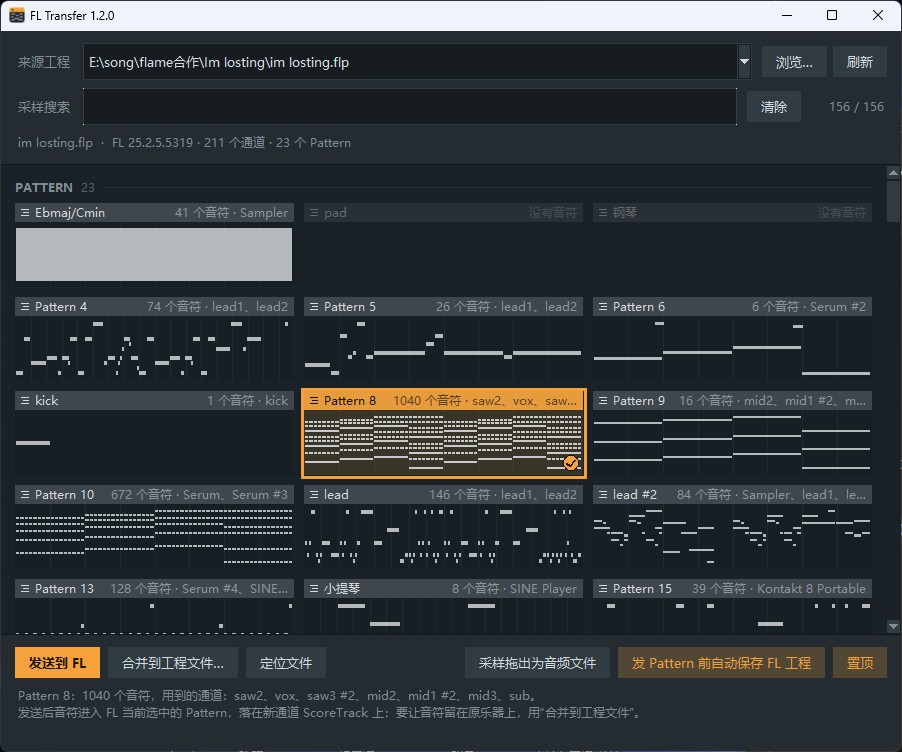 FL Transfer 1.2.0
来源工程 E:\song\flame合作\Im losting\im losting.flp 浏览... 刷新
采样搜索 清除 156 / 156
im losting.flp · FL 25.2.5.5319 · 211 个通道 · 23 个 Pattern
PATTERN 23
Ebmaj/Cmin 41 个音符 · Sampler pad 没有音符 钢琴 没有音符
Pattern 4 74 个音符 · lead1、lead2 Pattern 5 26 个音符 · lead1、lead2 Pattern 6 6 个音符 · Serum #2
kick 1 个音符 · kick Pattern 8 1040 个音符 · saw2、vox、saw... Pattern 9 16 个音符 · mid2、mid1 #2、m...
Pattern 10 672 个音符 · Serum、Serum #3 lead 146 个音符 · lead1、lead2 lead #2 84 个音符 · Sampler、lead1、le...
Pattern 13 128 个音符 · Serum #4、SINE... 小提琴 8 个音符 · SINE Player Pattern 15 39 个音符 · Kontakt 8 Portable
发送到 FL 合并到工程文件... 定位文件 采样拖出为音频文件 发 Pattern 前自动保存 FL 工程 置顶
Pattern 8：1040 个音符，用到的通道：saw2、vox、saw3 #2、mid2、mid1 #2、mid3、sub。
发送后音符进入 FL 当前选中的 Pattern，落在新通道 ScoreTrack 上；要让音符留在原乐器上，用“合并到工程文件”。